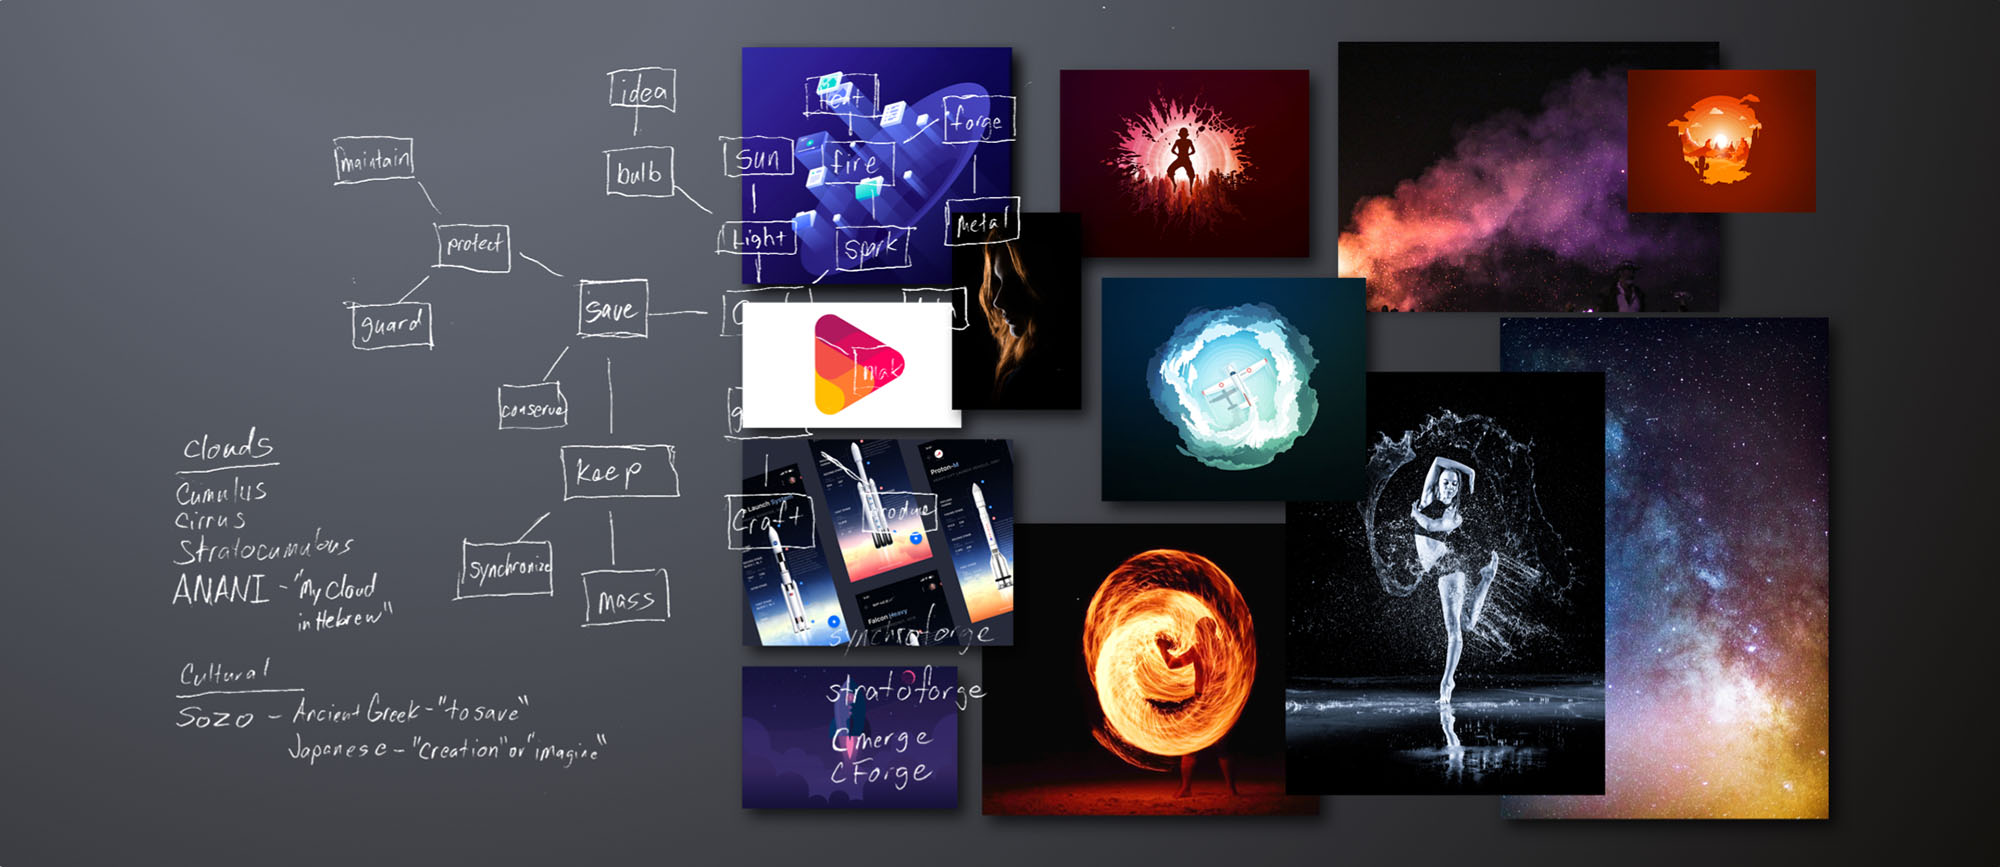 idea
heat
forge
maintain
sun
fire
bulb
protect
Light
spark
metal
save
guard
mak
conserve
clouds
Keep
Cumulus
cirrus
Craft
produce
Proton-M
Launch
Stratocumulous
ANANI - "My Cloud
in Hebrew"
synchronize
mass
Falcon Heavy
synchroforge
Cultural
stratoforge
SOZO - Ancient Greek - "to save"
Japanese - "Creation" or "imagine"
Cmerge
CForge